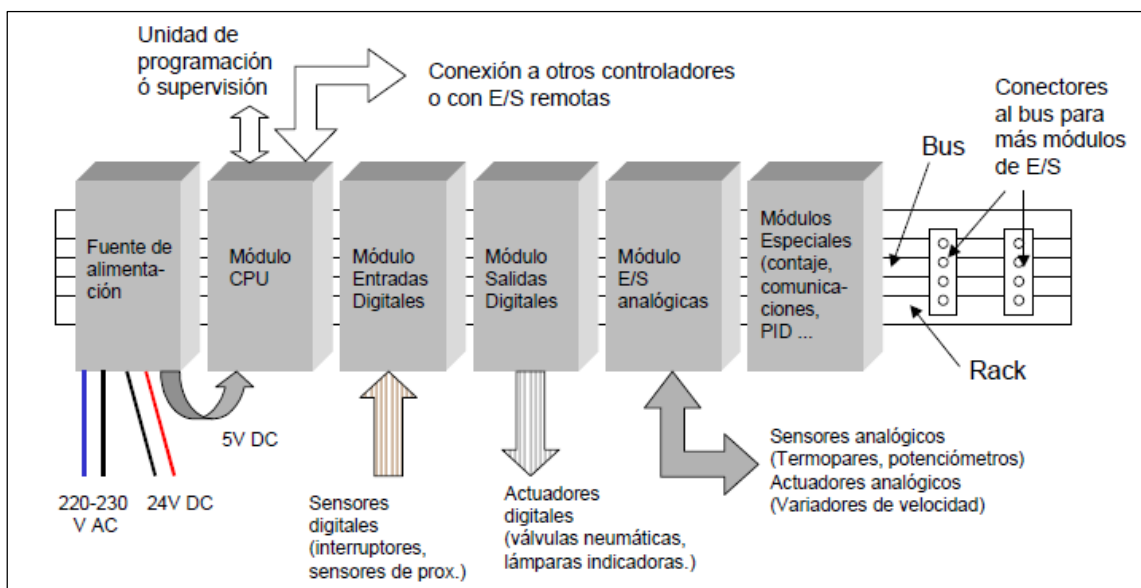 Unidad de
programación
ó supervisión
Conexión a otros controladores
o con E/S remotas
Conectores
al bus para
más módulos
de E/S
Bus
Fuente de
alimenta-
ción
Módulo
CPU
Módulo
Entradas
Digitales
Módulo
Salidas
Digitales
Módulo
E/S
analógicas
Módulos
Especiales
(contaje,
comunica-
ciones,
PID ...
Rack
5V DC
220-230
V AC
24V DC
Sensores
digitales
(interruptores,
sensores de prox.)
Actuadores
digitales
(válvulas neumáticas,
lámparas indicadoras.)
Sensores analógicos
(Termopares, potenciómetros)
Actuadores analógicos
(Variadores de velocidad)